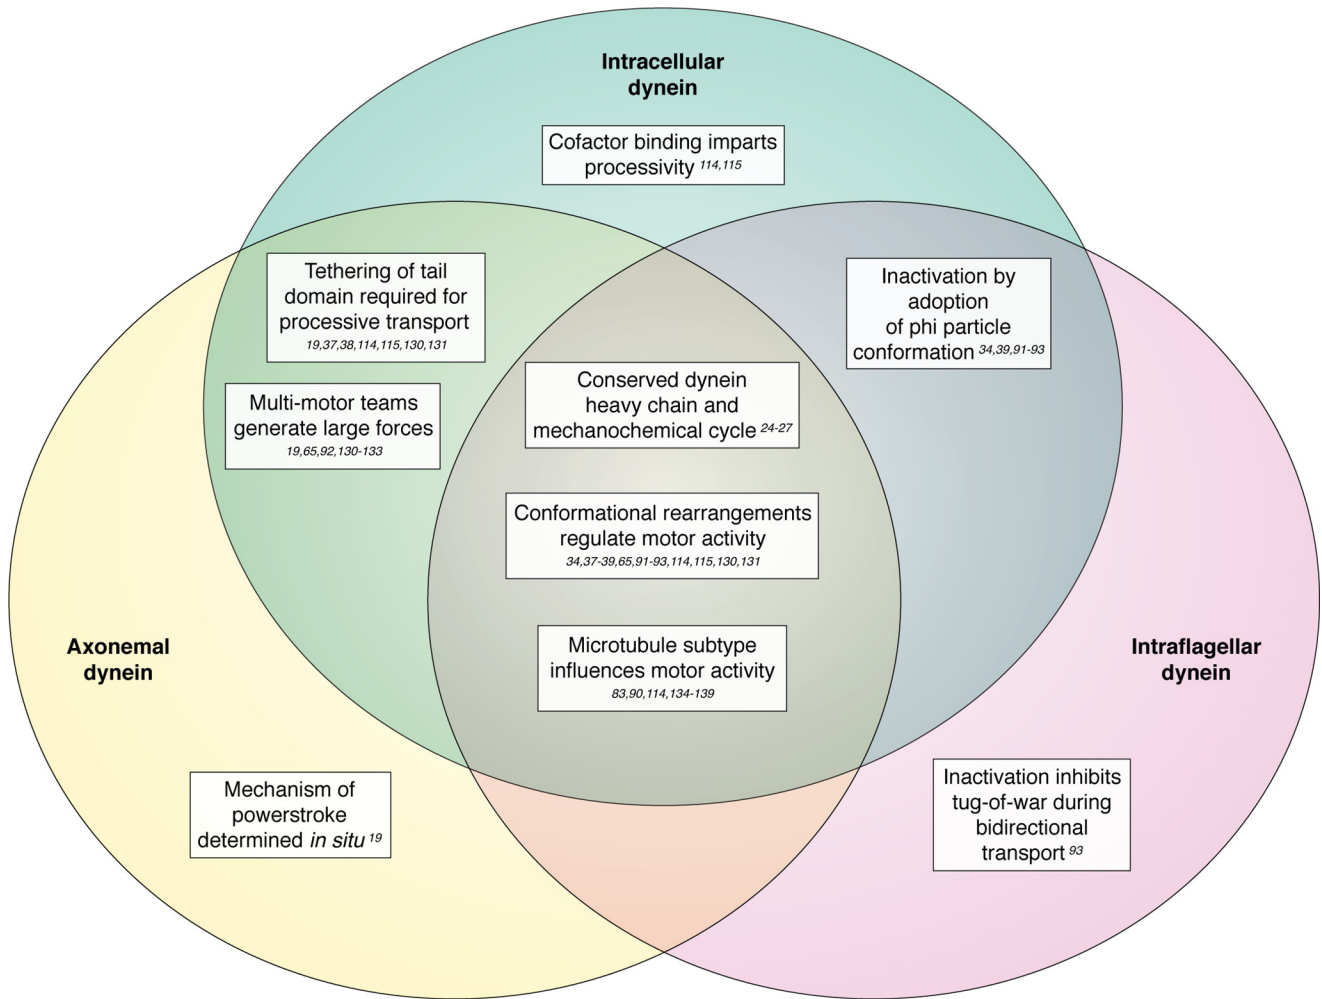 Intracellular
dynein
Cofactor binding imparts
processivity 114,115
Tethering of tail
domain required for
processive transport
19,37,38,114,115,130,131
Inactivation by
adoption
of phi particle
conformation 34,39,91-93
Multi-motor teams
generate large forces
19,65,92,130-133
Conserved dynein
heavy chain and
mechanochemical cycle 24-27
Conformational rearrangements
regulate motor activity
34,37-39,65,91-93,114,115,130,131
Microtubule subtype
influences motor activity
83,90,114,134-139
Axonemal
dynein
Intraflagellar
dynein
Mechanism of
powerstroke
determined in situ 19
Inactivation inhibits
tug-of-war during
bidirectional
transport 93